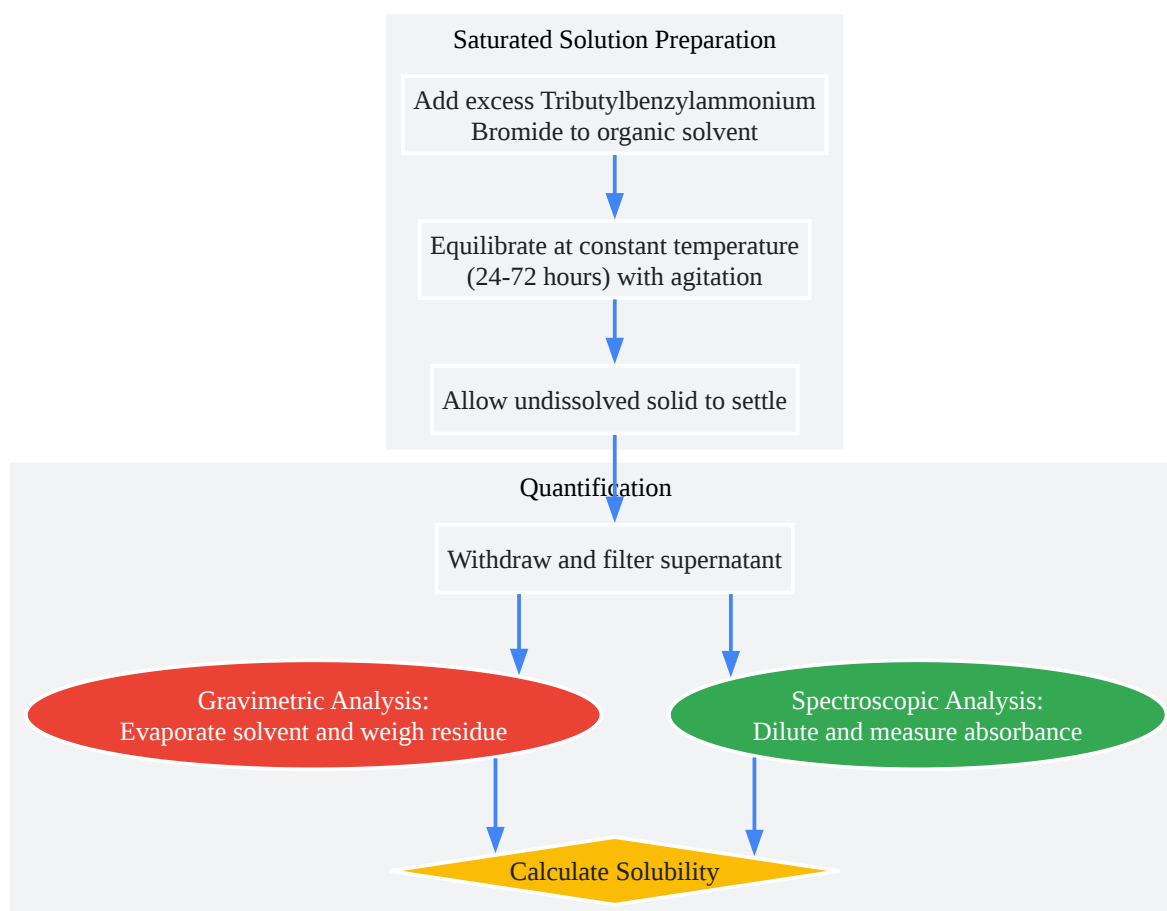 Saturated Solution Preparation
Add excess Tributylbenzylammonium
Bromide to organic solvent
Equilibrate at constant temperature
(24-72 hours) with agitation
Allow undissolved solid to settle
Quantification
Withdraw and filter supernatant
Gravimetric Analysis:
Evaporate solvent and weigh residue
Spectroscopic Analysis:
Dilute and measure absorbance
Calculate Solubility